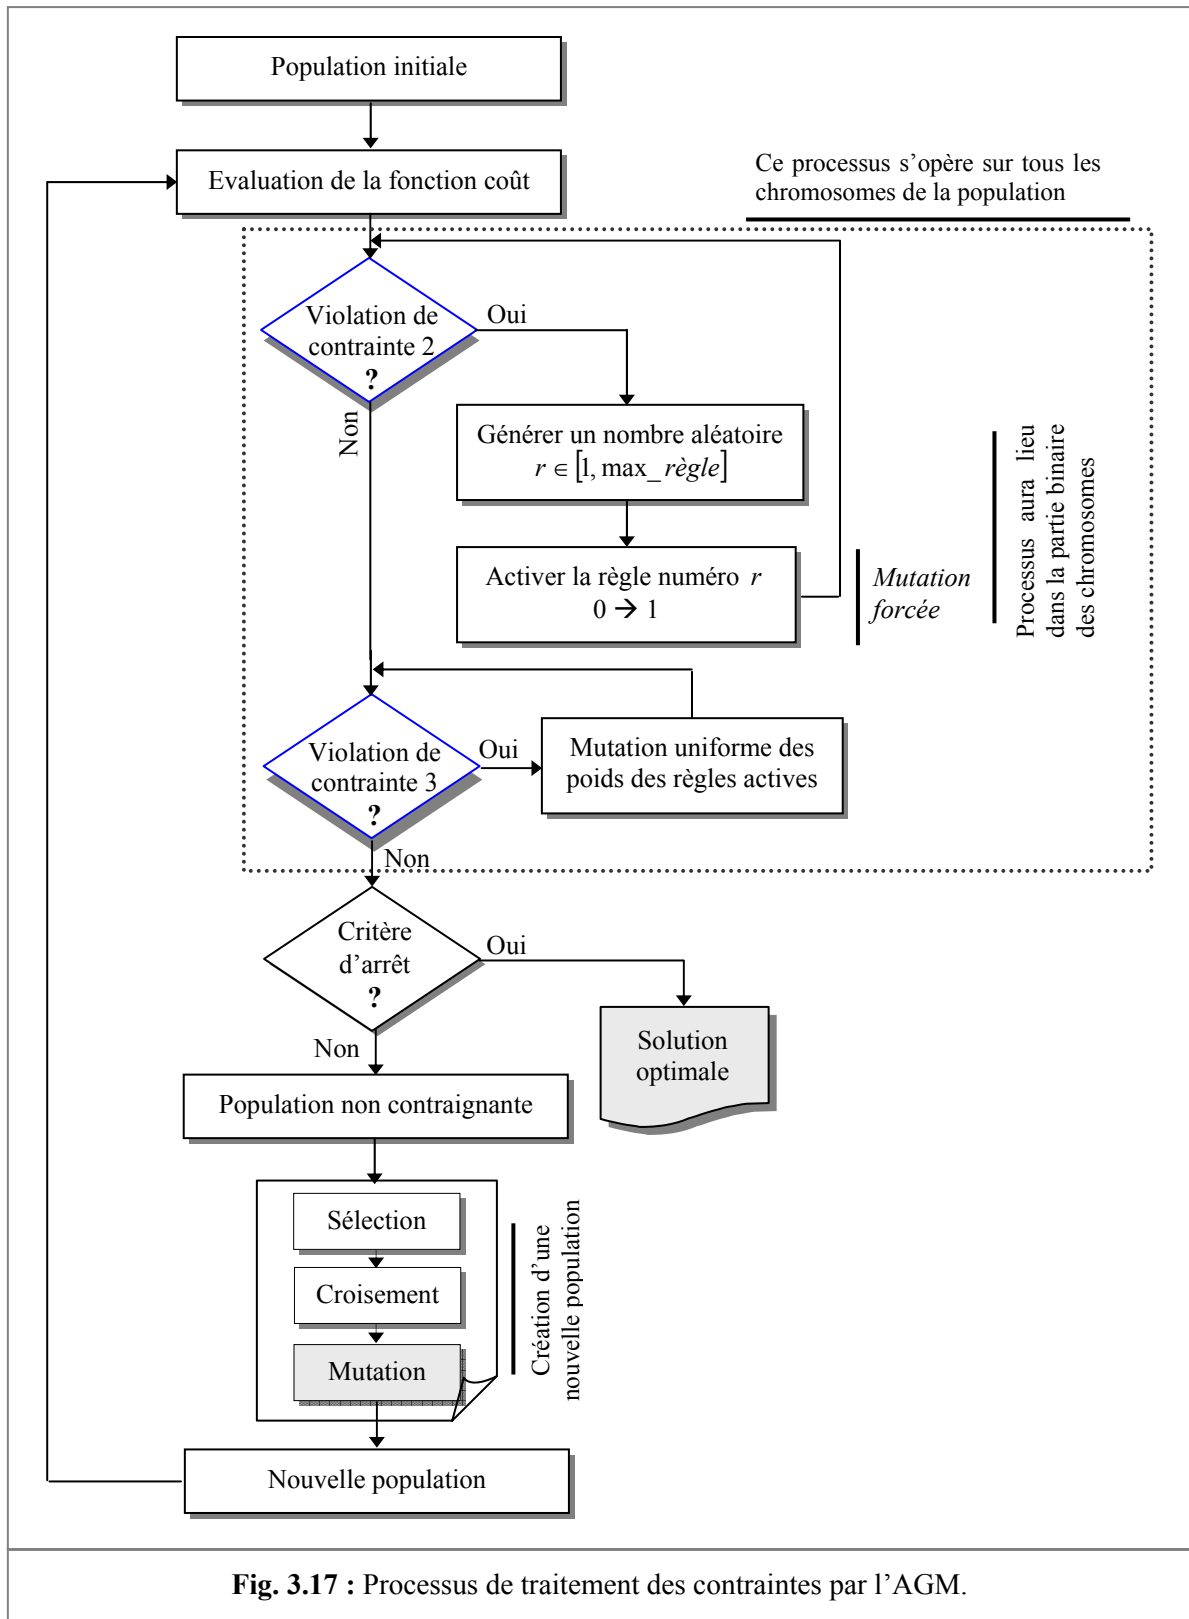 Population initiale
Evaluation de la fonction coût
Ce processus s’opère sur tous les
chromosomes de la population
Violation de
contrainte 2
?
Oui
Non
Générer un nombre aléatoire
r ∈ [1, max_règle]
Activer la règle numéro r
0 → 1
Mutation
forcée
Processus aura lieu
dans la partie binaire
des chromosomes
Violation de
contrainte 3
?
Oui
Mutation uniforme des
poids des règles actives
Non
Critère
d’arrêt
?
Oui
Non
Solution
optimale
Population non contraignante
Sélection
Croisement
Mutation
Création d’une
nouvelle population
Nouvelle population
Fig. 3.17 : Processus de traitement des contraintes par l’AGM.